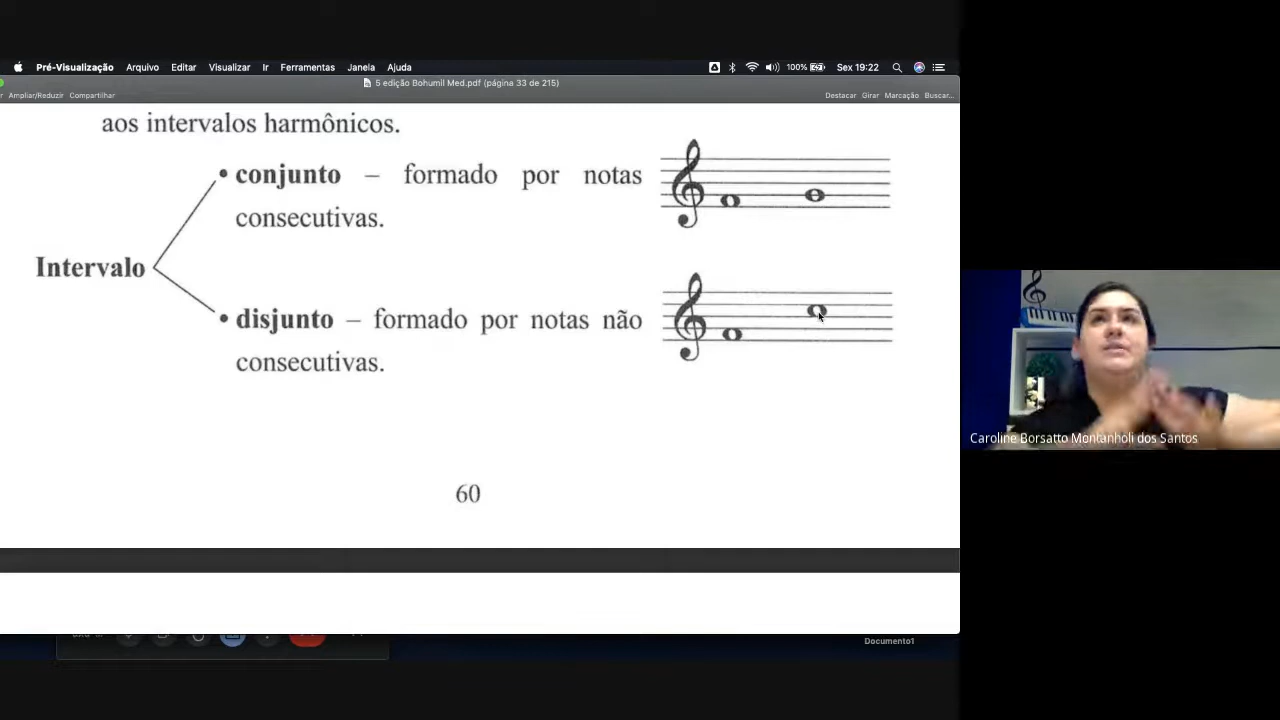 Pré-Visualização Arquivo Editar Visualizar Ir Ferramentas Janela Ajuda 100% Sex 19:22
5 edição Bohumil Med.pdf (página 33 de 215)
r Ampliar/Reduzir Compartilhar Destacar Girar Marcação Buscar...
aos intervalos harmônicos.
• conjunto – formado por notas
consecutivas.
Intervalo
• disjunto – formado por notas não
consecutivas.
Caroline Borsatto Montanholi dos Santos
60
Documento1